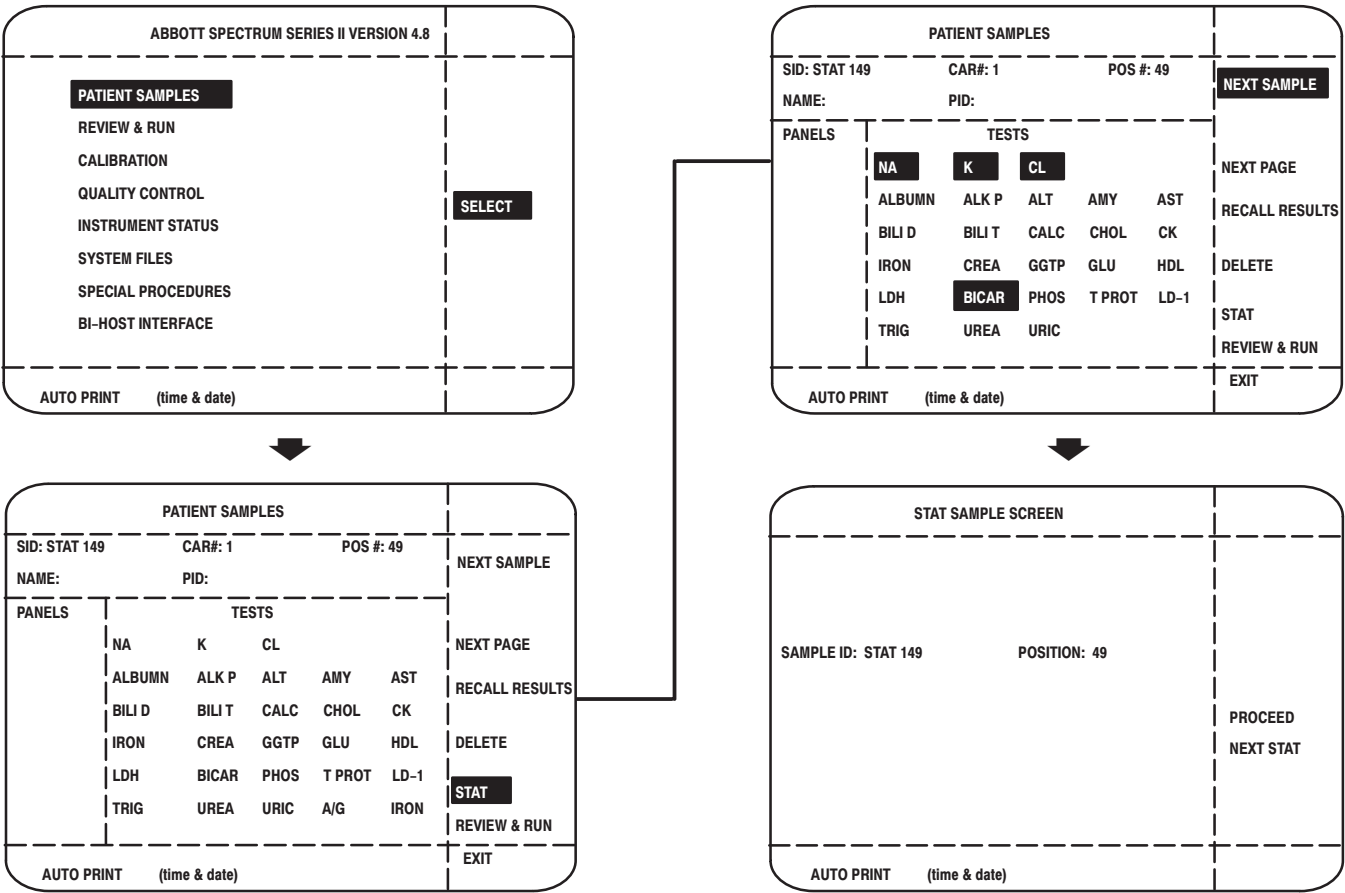 ABBOTT SPECTRUM SERIES II VERSION 4.8
PATIENT SAMPLES
REVIEW & RUN
CALIBRATION
QUALITY CONTROL
INSTRUMENT STATUS
SYSTEM FILES
SPECIAL PROCEDURES
BI-HOST INTERFACE
SELECT
AUTO PRINT (time & date)
PATIENT SAMPLES
SID: STAT 149 CAR#: 1 POS #: 49
NAME: PID:
PANELS TESTS
NA K CL
ALBUMN ALK P ALT AMY AST
BILI D BILI T CALC CHOL CK
IRON CREA GGTP GLU HDL
LDH BICAR PHOS T PROT LD-1
TRIG UREA URIC A/G IRON
NEXT SAMPLE
NEXT PAGE
RECALL RESULTS
DELETE
STAT
REVIEW & RUN
EXIT
AUTO PRINT (time & date)
PATIENT SAMPLES
SID: STAT 149 CAR#: 1 POS #: 49
NAME: PID:
PANELS TESTS
NA K CL
ALBUMN ALK P ALT AMY AST
BILI D BILI T CALC CHOL CK
IRON CREA GGTP GLU HDL
LDH BICAR PHOS T PROT LD-1
TRIG UREA URIC
NEXT SAMPLE
NEXT PAGE
RECALL RESULTS
DELETE
STAT
REVIEW & RUN
EXIT
AUTO PRINT (time & date)
STAT SAMPLE SCREEN
SAMPLE ID: STAT 149 POSITION: 49
PROCEED
NEXT STAT
AUTO PRINT (time & date)